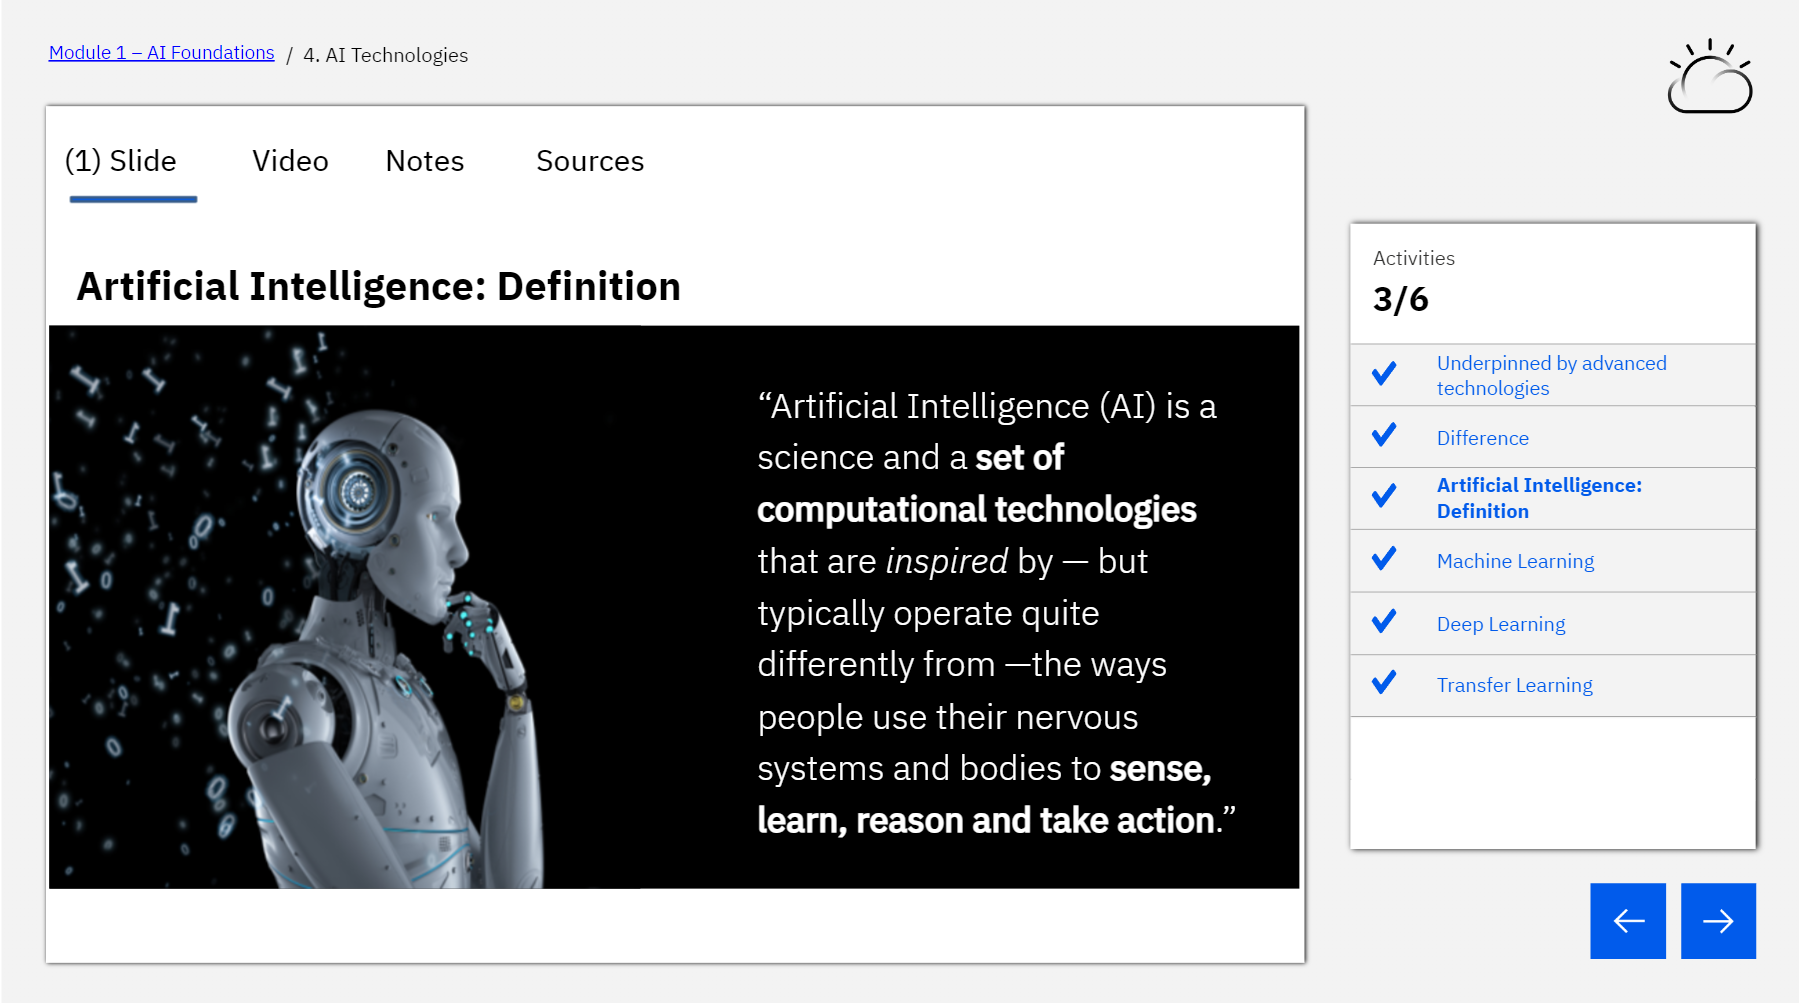 Module 1 – AI Foundations / 4. AI Technologies
(1) Slide Video Notes Sources
Artificial Intelligence: Definition
“Artificial Intelligence (AI) is a
science and a set of
computational technologies
that are inspired by — but
typically operate quite
differently from —the ways
people use their nervous
systems and bodies to sense,
learn, reason and take action.”
Activities
3/6
Underpinned by advanced
technologies
Difference
Artificial Intelligence:
Definition
Machine Learning
Deep Learning
Transfer Learning